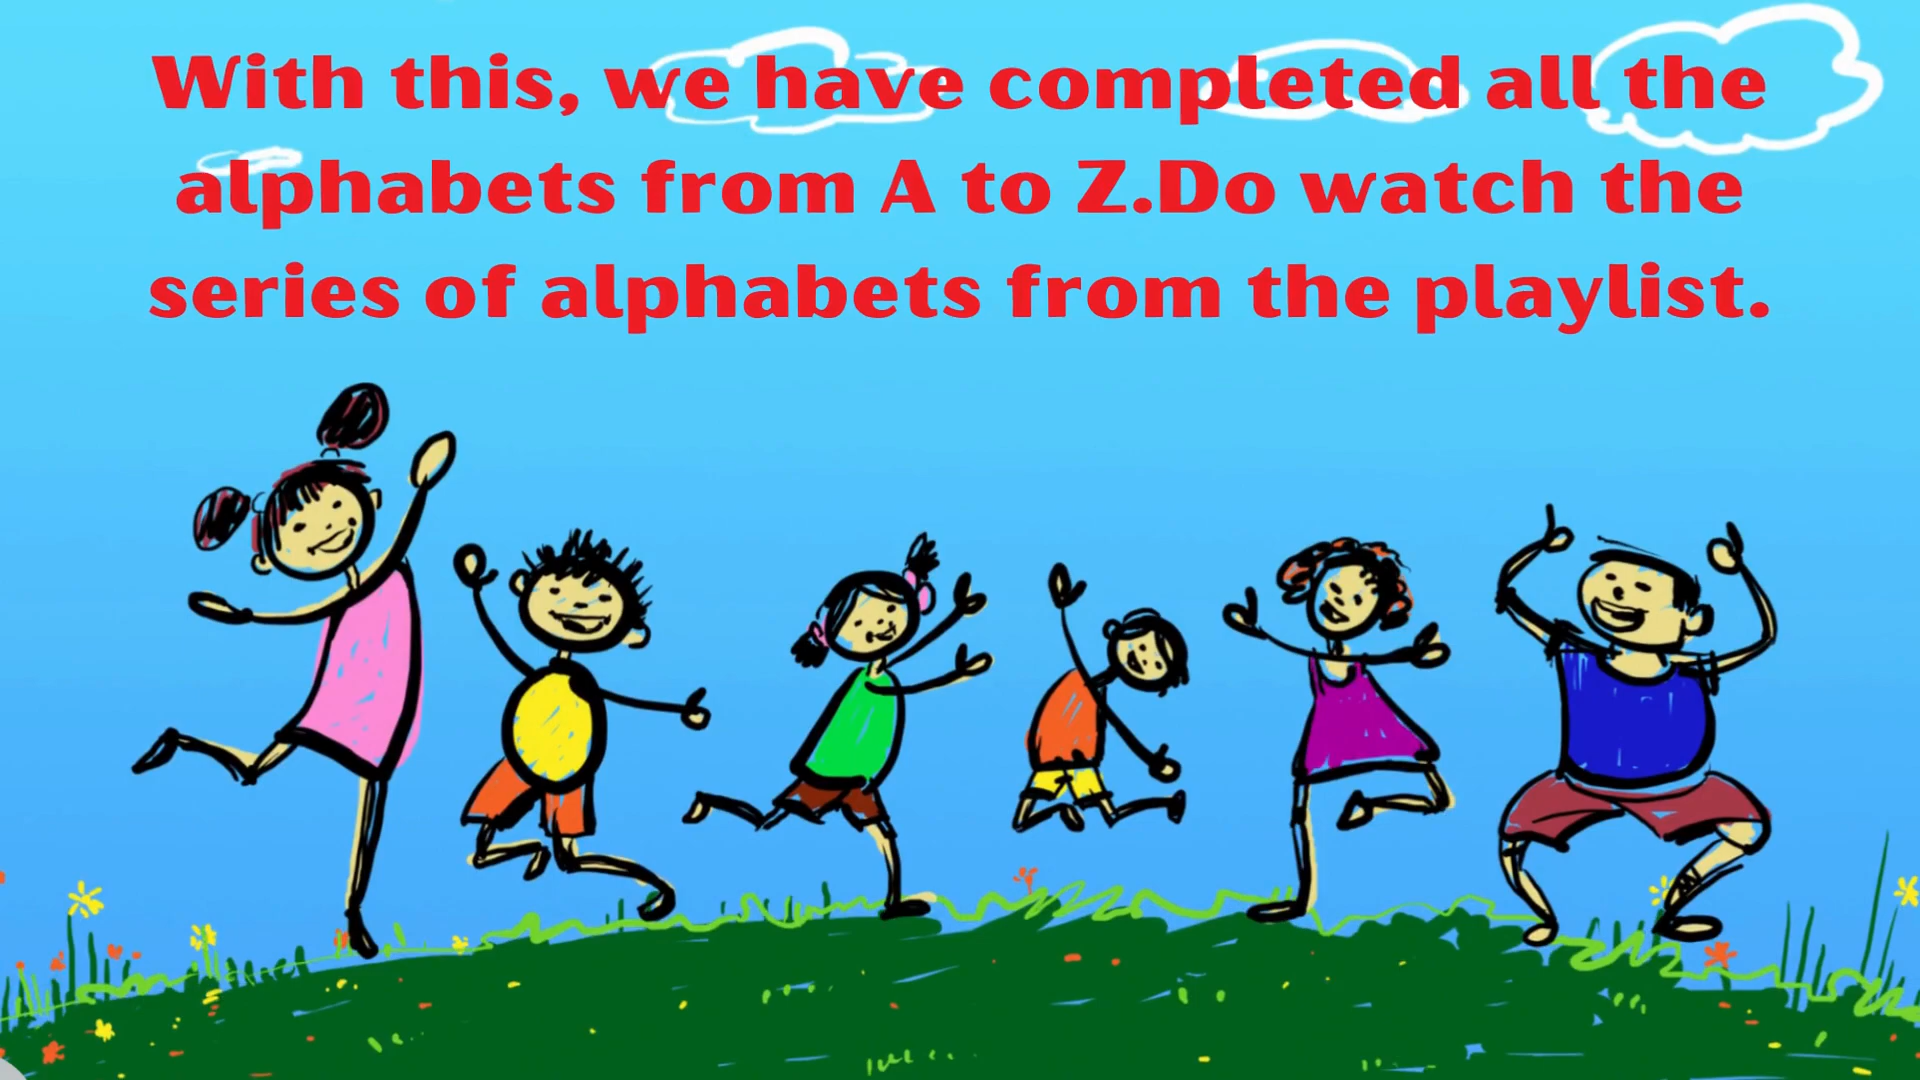 With this, we have completed all the
alphabets from A to Z.Do watch the
series of alphabets from the playlist.